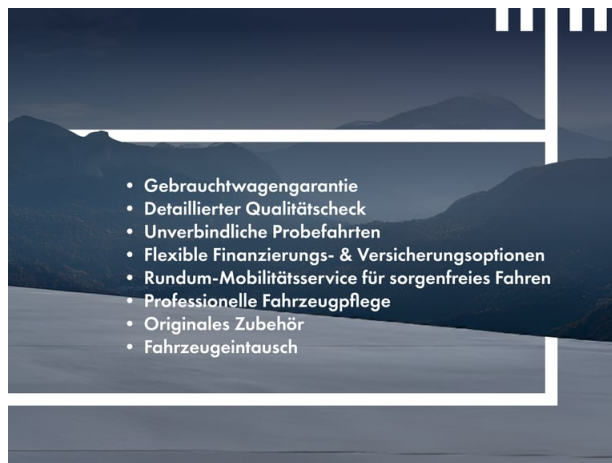 • Gebrauchtwagengarantie
• Detaillierter Qualitätscheck
• Unverbindliche Probefahrten
• Flexible Finanzierungs- & Versicherungsoptionen
• Rundum-Mobilitätsservice für sorgenfreies Fahren
• Professionelle Fahrzeugpflege
• Originales Zubehör
• Fahrzeugeintausch